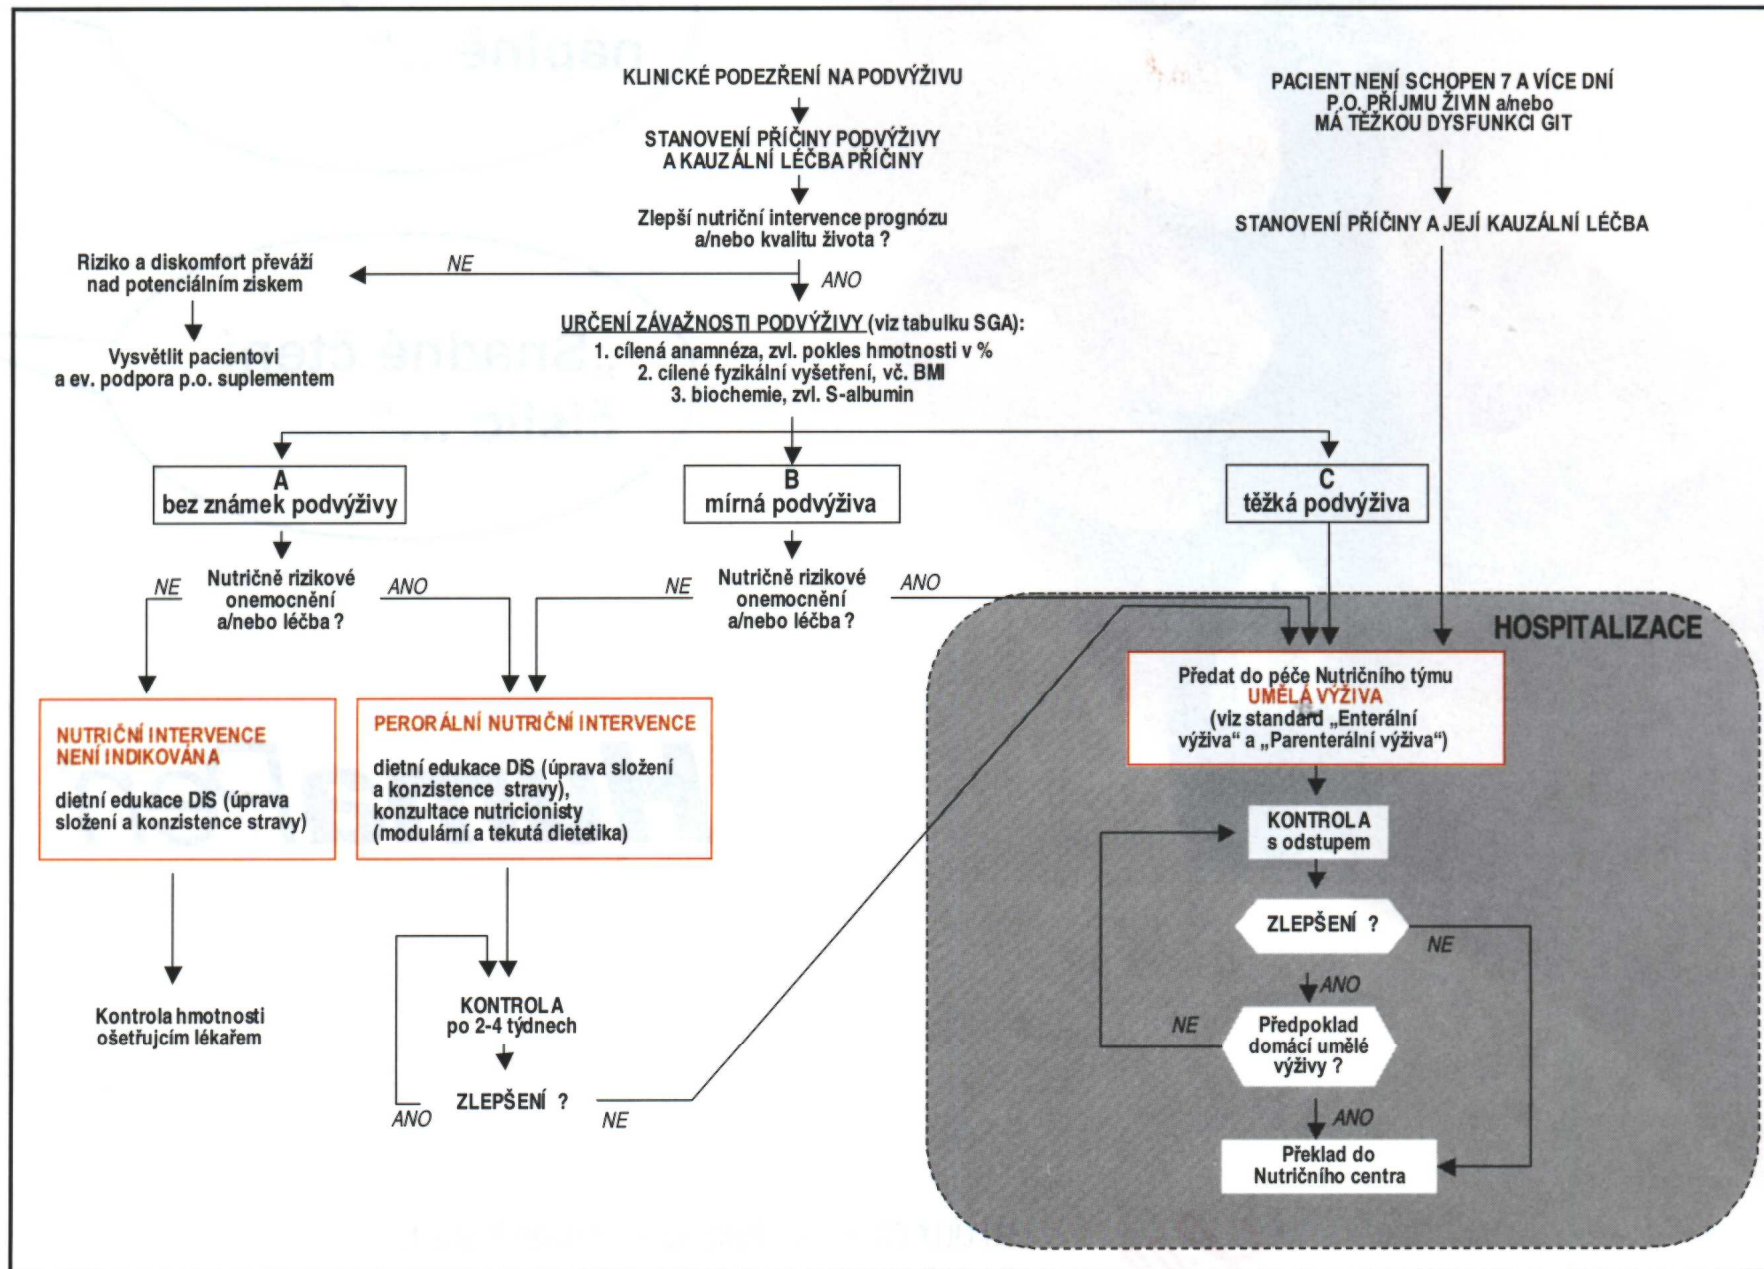 KLINICKÉ PODEZŘENÍ NA PODVÝŽIVU
STANOVENÍ PŘÍČINY PODVÝŽIVY
A KAUZÁLNÍ LÉČBA PŘÍČINY
Zlepší nutriční intervence prognózu
a/nebo kvalitu života ?
NE
ANO
Riziko a diskomfort převáží
nad potenciálním ziskem
Vysvětlit pacientovi
a ev. podpora p.o. suplementem
URČENÍ ZÁVAŽNOSTI PODVÝŽIVY (viz tabulku SGA):
1. cílená anamnéza, zvl. pokles hmotnosti v %
2. cílené fyzikální vyšetření, vč. BMI
3. biochemie, zvl. S-albumin
PACIENT NENÍ SCHOPEN 7 A VÍCE DNÍ
P.O. PŘÍJMU ŽIVIN a/nebo
MÁ TĚŽKOU DYSFUNKCI GIT
STANOVENÍ PŘÍČINY A JEJÍ KAUZÁLNÍ LÉČBA
A
bez známek podvýživy
B
mírná podvýživa
C
těžká podvýživa
NE
Nutričně rizikové
onemocnění
a/nebo léčba ?
ANO
NE
Nutričně rizikové
onemocnění
a/nebo léčba ?
ANO
NUTRIČNÍ INTERVENCE
NENÍ INDIKOVÁNA
dietní edukace DiS (úprava
složení a konzistence stravy)
Kontrola hmotnosti
ošetřujcím lékařem
PERORÁLNÍ NUTRIČNÍ INTERVENCE
dietní edukace DiS (úprava složení
a konzistence stravy),
konzultace nutricionisty
(modulární a tekutá dietetika)
KONTROLA
po 2-4 týdnech
ZLEPŠENÍ ?
ANO
NE
HOSPITALIZACE
Předat do péče Nutričního týmu
UMĚLÁ VÝŽIVA
(viz standard „Enterální
výživa“ a „Parenterální výživa“)
KONTROLA
s odstupem
ZLEPŠENÍ ?
NE
ANO
NE
Předpoklad
domácí umělé
výživy ?
ANO
Překlad do
Nutričního centra